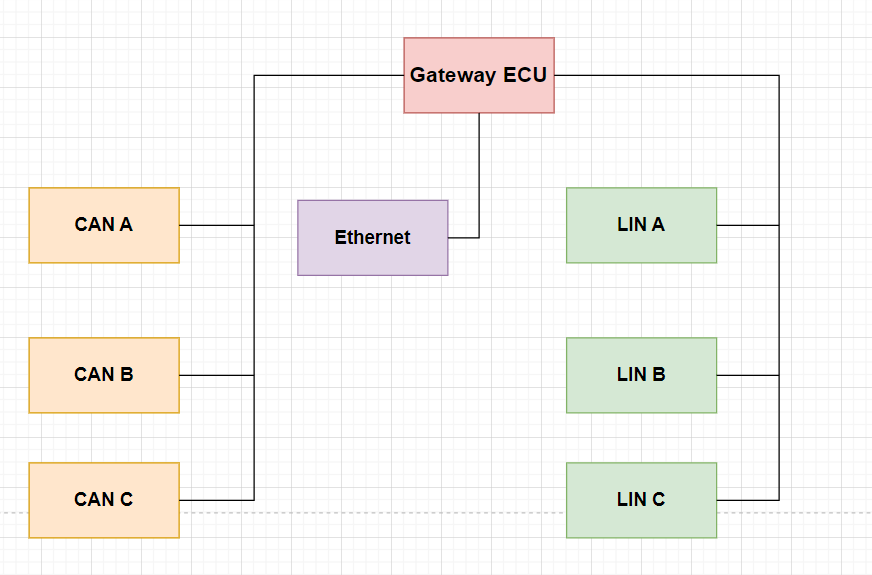 Gateway ECU
CAN A
Ethernet
LIN A
CAN B
LIN B
CAN C
LIN C